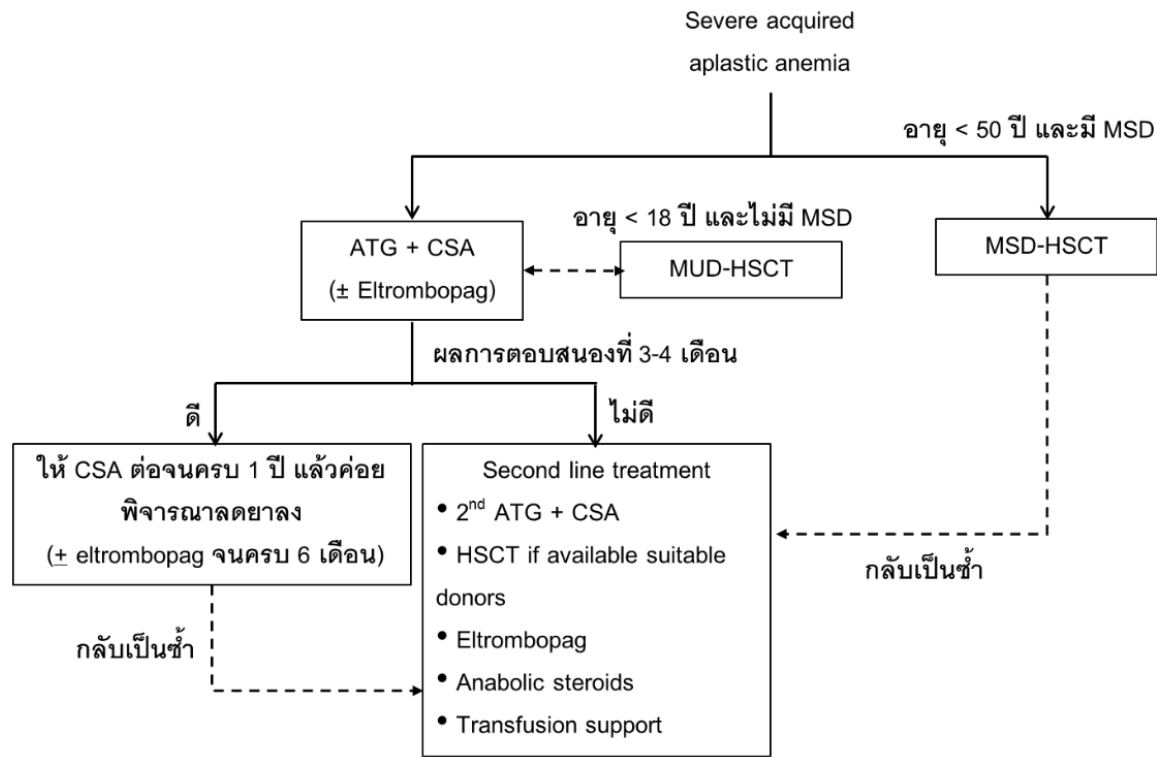 Severe acquired
aplastic anemia
อายุ < 50 ปี และมี MSD
อายุ < 18 ปี และไม่มี MSD
ATG + CSA
(± Eltrombopag)
MUD-HSCT
MSD-HSCT
ผลการตอบสนองที่ 3-4 เดือน
ดี
ไม่ดี
ให้ CSA ต่อจนครบ 1 ปี แล้วค่อย
พิจารณาลดยาลง
(± eltrombopag จนครบ 6 เดือน)
Second line treatment
• 2nd ATG + CSA
• HSCT if available suitable
donors
• Eltrombopag
• Anabolic steroids
• Transfusion support
กลับเป็นซ้ำ
กลับเป็นซ้ำ